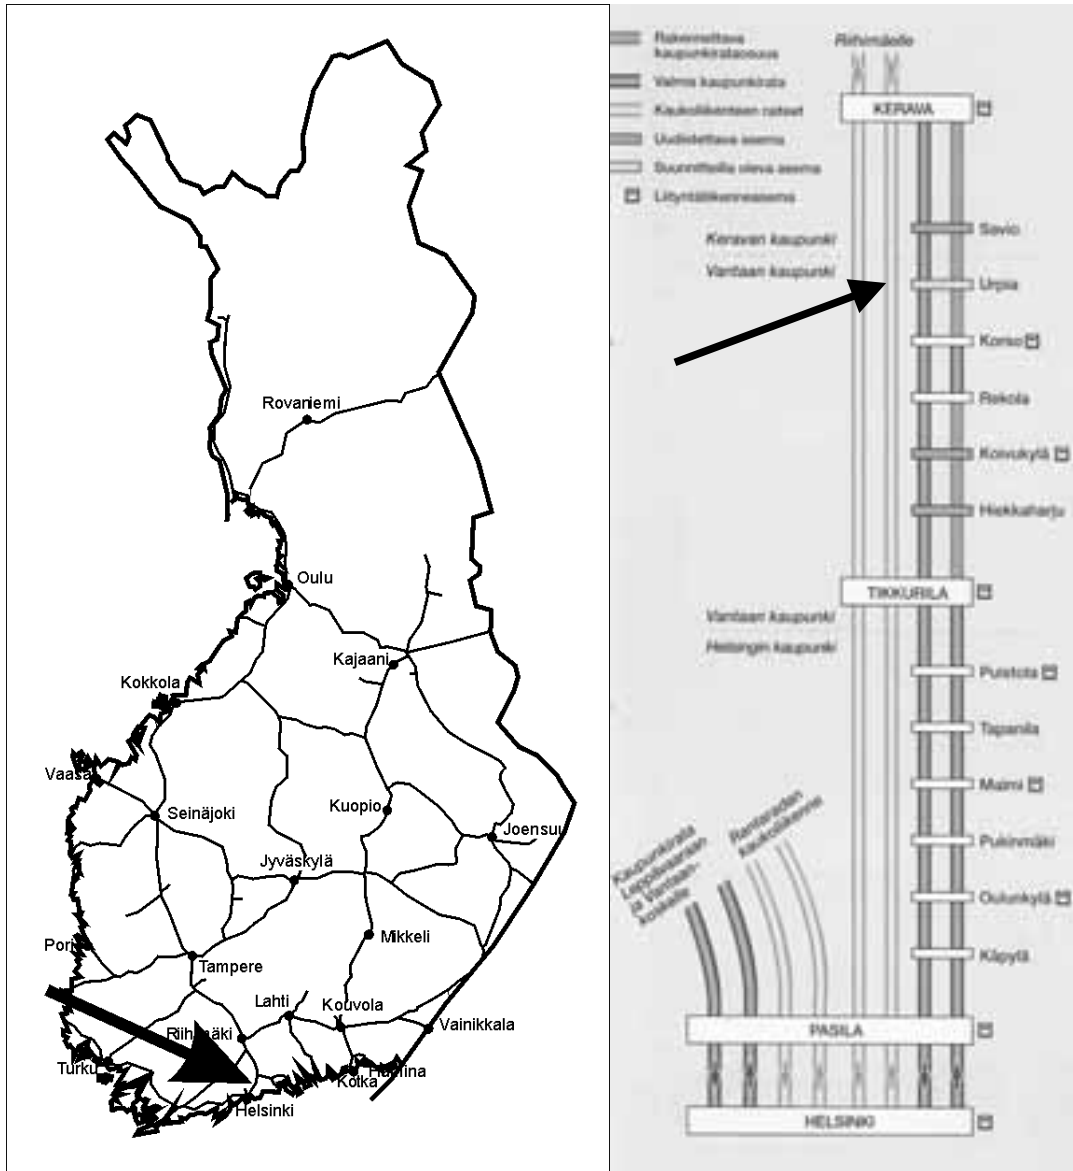 Rovaniemi
Oulu
Kajaani
Kokkola
Vaasa
Seinäjoki
Kuopio
Joensuu
Jyväskylä
Pori
Mikkeli
Tampere
Lahti
Kouvola
Riihimäki
Vainikkala
Turku
Hamina
Kotka
Helsinki
Rakennettava
kaupunkirataosuus
Valmis kaupunkirata
Kaukoliikenteen raiteet
Uudistettava asema
Suunnitteilla oleva asema
Liityntäliikenneasema
Riihimäelle
KERAVA
Savio
Keravan kaupunki
Vantaan kaupunki
Urpia
Korso
Rekola
Koivukylä
Hiekkaharju
TIKKURILA
Vantaan kaupunki
Helsingin kaupunki
Puistola
Tapanila
Malmi
Pukinmäki
Oulunkylä
Käpylä
Kaupunkirata
Leppävaaraan
ja Vantaan-
koskelle
Rantaradan
kaukoliikenne
PASILA
HELSINKI